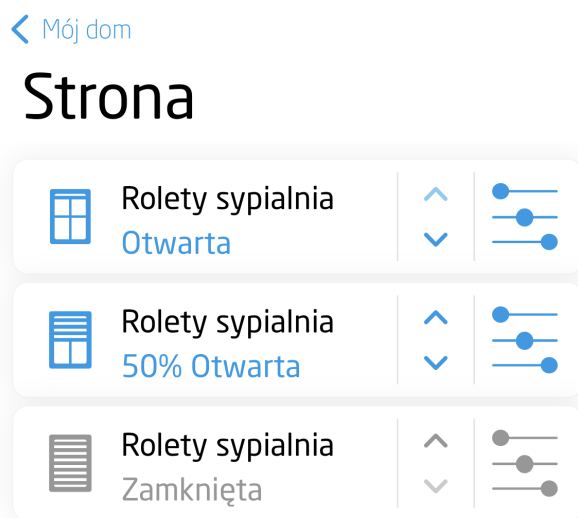 Mój dom
Strona
Rolety sypialnia
Otwarta
Rolety sypialnia
50% Otwarta
Rolety sypialnia
Zamknięta